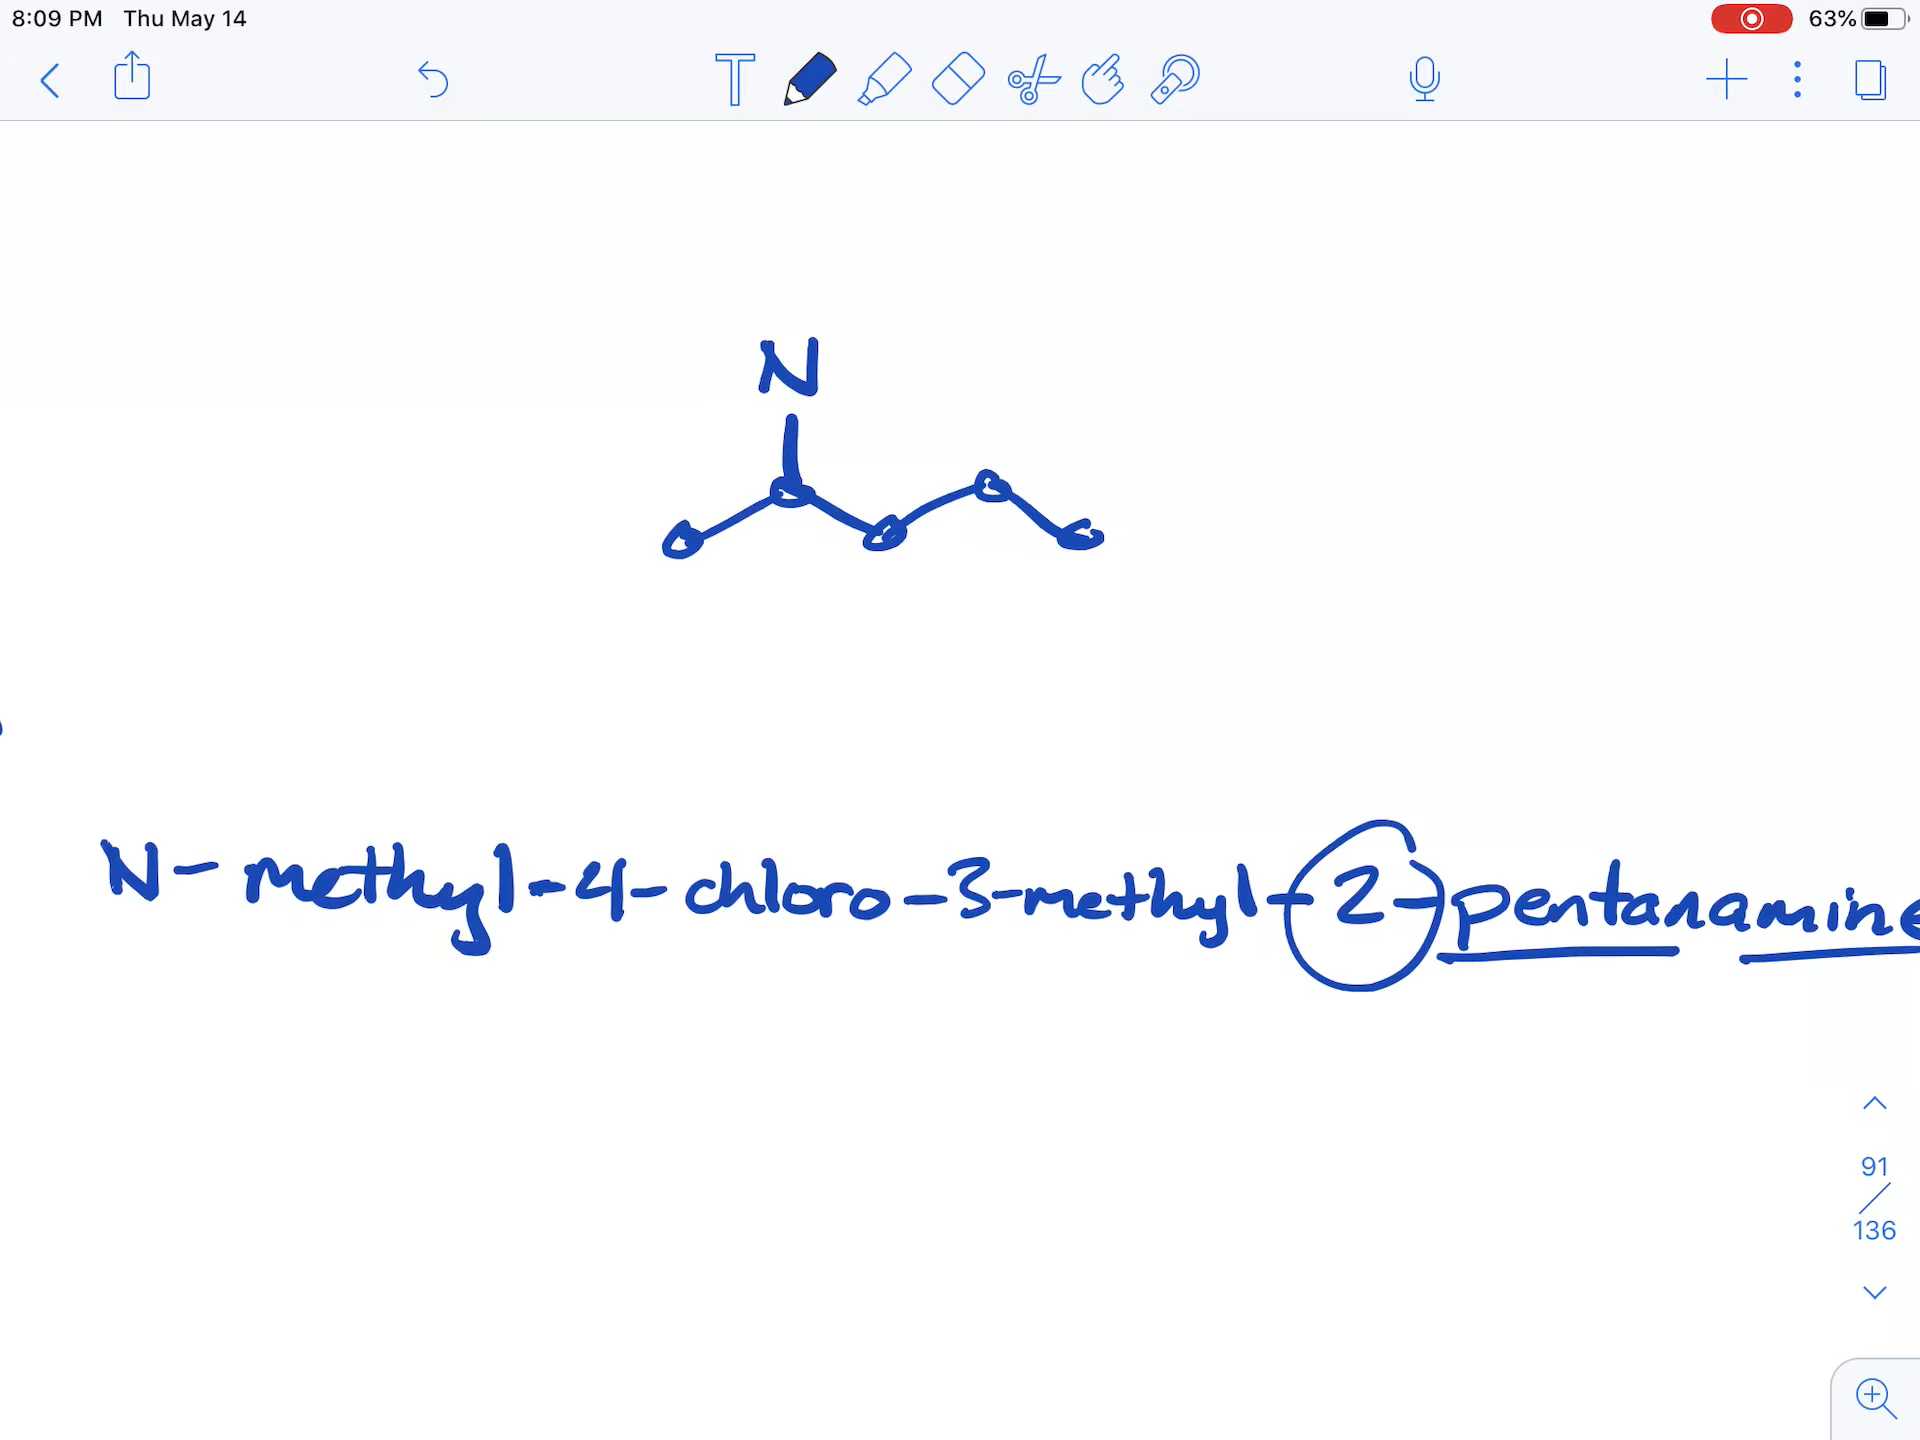 8:09 PM Thu May 14 63%
T
N
N-methyl-4-chloro-3-methyl-2-pentanamine
91
/
136